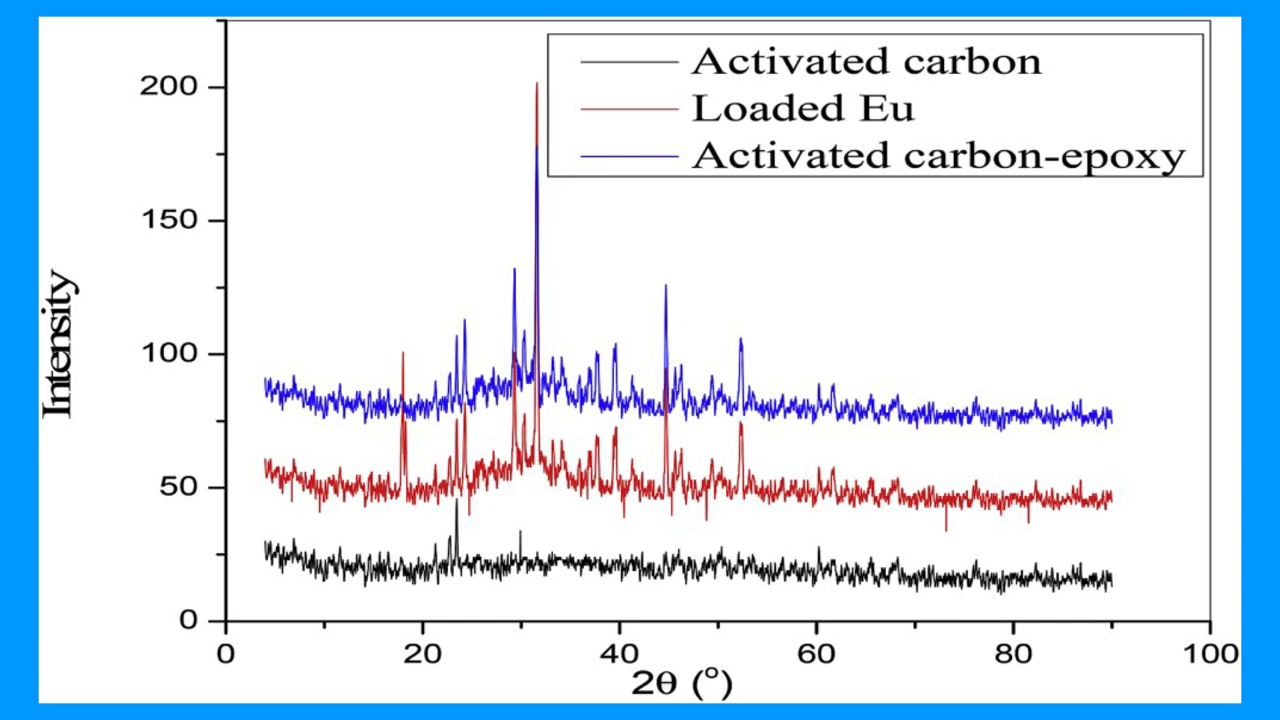 Activated carbon
Loaded Eu
Activated carbon-epoxy
200
150
100
50
0
Intensity
0 20 40 60 80 100
2θ (°)